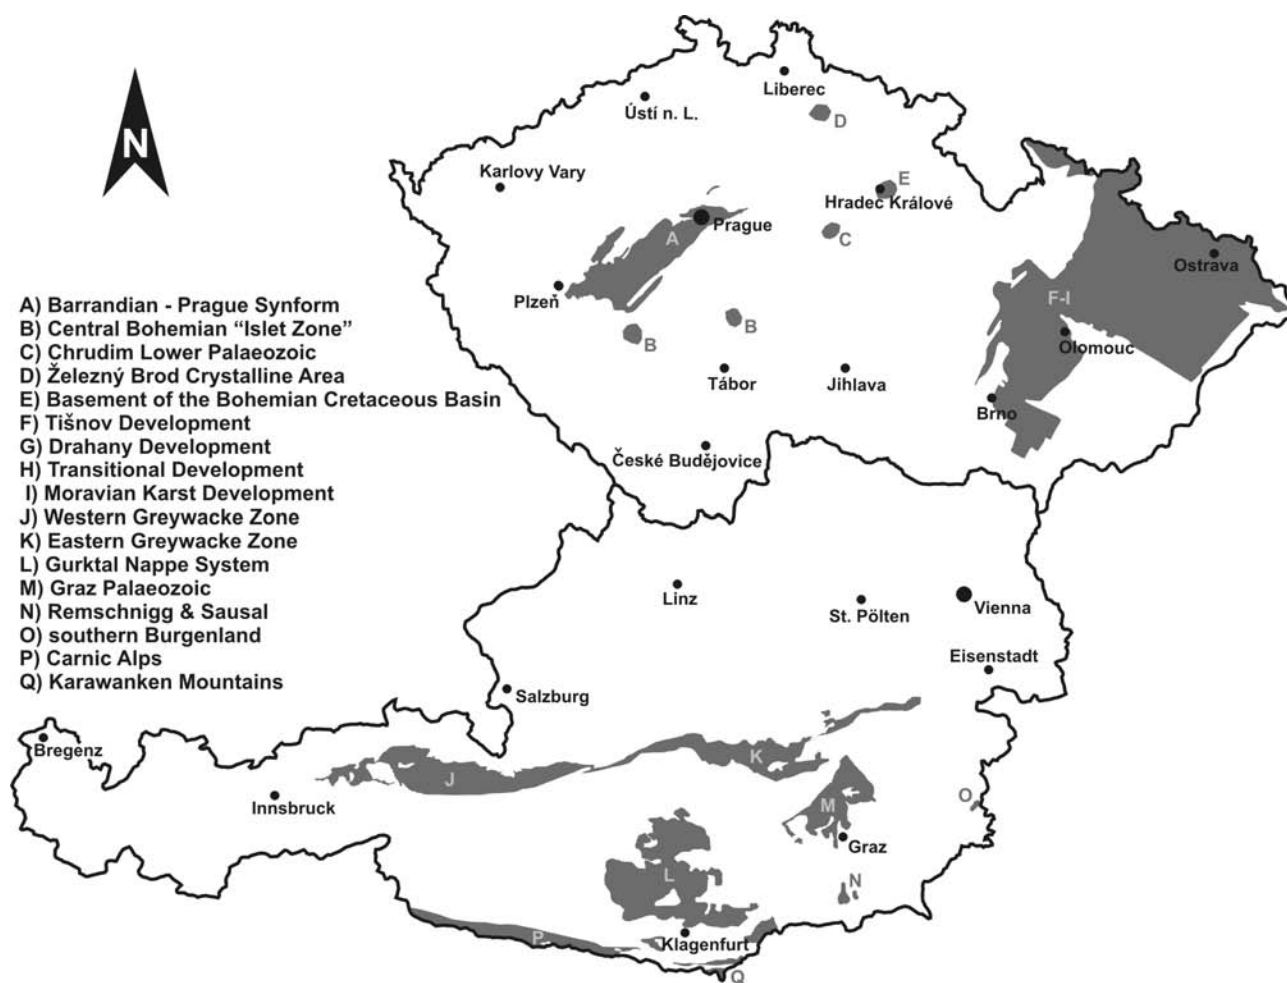 N
Liberec
Ústí n. L.
D
Karlovy Vary
E
Hradec Králové
A
Prague
C
Ostrava
Plzeň
F-I
B
B
Olomouc
Tábor
Jihlava
Brno
České Budějovice
A) Barrandian - Prague Synform
B) Central Bohemian “Islet Zone”
C) Chrudim Lower Palaeozoic
D) Železný Brod Crystalline Area
E) Basement of the Bohemian Cretaceous Basin
F) Tišnov Development
G) Drahany Development
H) Transitional Development
I) Moravian Karst Development
J) Western Greywacke Zone
K) Eastern Greywacke Zone
L) Gurktal Nappe System
M) Graz Palaeozoic
N) Remschnigg & Sausal
O) southern Burgenland
P) Carnic Alps
Q) Karawanken Mountains
Linz
St. Pölten
Vienna
Eisenstadt
Salzburg
Bregenz
K
J
Innsbruck
M
O
Graz
L
N
P
Klagenfurt
Q